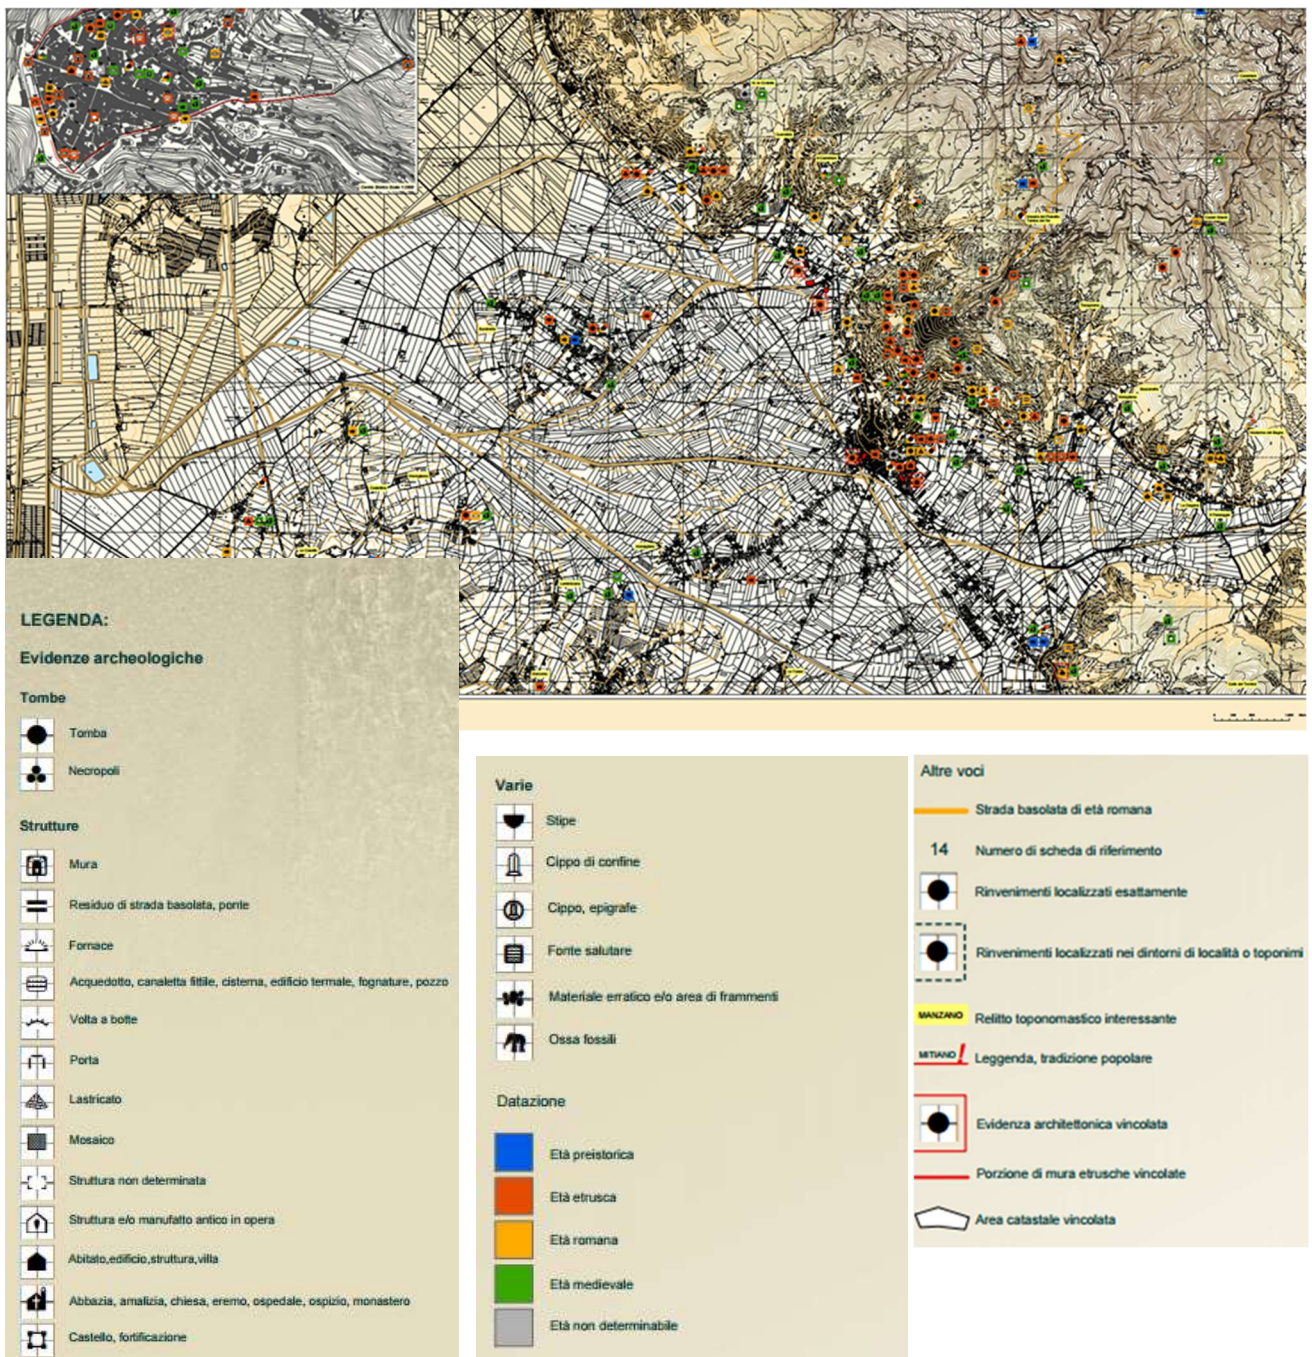 LEGENDA:
Evidenze archeologiche
Tombe
Tomba
Necropoli
Strutture
Mura
Residuo di strada basolata, ponte
Fornace
Acquedotto, canaletta fittile, cisterna, edificio termale, fognature, pozzo
Volta a botte
Porta
Lastricato
Mosaico
Struttura non determinata
Struttura e/o manufatto antico in opera
Abitato,edificio,struttura,villa
Abbazia, amalizia, chiesa, eremo, ospedale, ospizio, monastero
Castello, fortificazione
Varie
Stipe
Cippo di confine
Cippo, epigrafe
Fonte salutare
Materiale erratico e/o area di frammenti
Ossa fossili
Datazione
Età preistorica
Età etrusca
Età romana
Età medievale
Età non determinabile
Altre voci
Strada basolata di età romana
14 Numero di scheda di riferimento
Rinvenimenti localizzati esattamente
Rinvenimenti localizzati nei dintorni di località o toponimi
MANZANO Relitto toponomastico interessante
MITIANO ! Leggenda, tradizione popolare
Evidenza architettonica vincolata
Porzione di mura etrusche vincolate
Area catastale vincolata